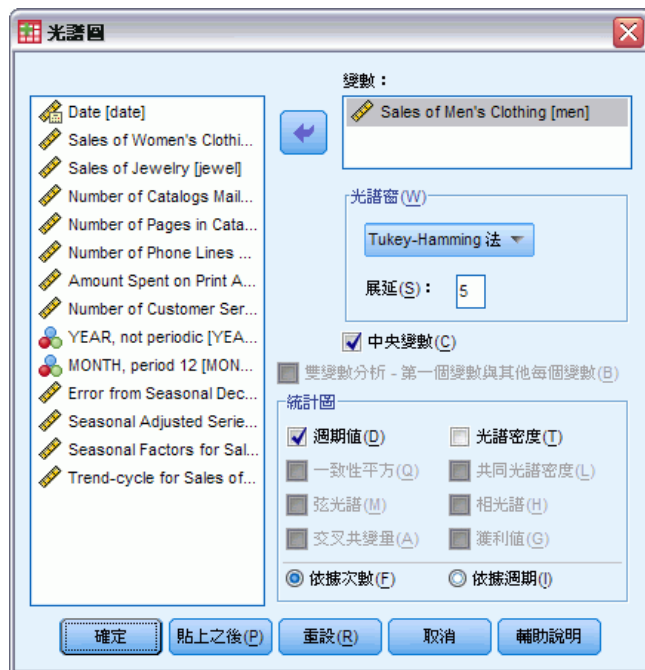 光譜圖
Date [date]
Sales of Women's Clothi...
Sales of Jewelry [jewel]
Number of Catalogs Mail...
Number of Pages in Cata...
Number of Phone Lines ...
Amount Spent on Print A...
Number of Customer Ser...
YEAR, not periodic [YEA...
MONTH, period 12 [MON...
Error from Seasonal Dec...
Seasonal Adjusted Serie...
Seasonal Factors for Sal...
Trend-cycle for Sales of...
變數：
Sales of Men's Clothing [men]
光譜窗(W)
Tukey-Hamming 法
展延(S)： 5
中央變數(C)
雙變數分析 - 第一個變數與其他每個變數(B)
統計圖
週期值(D) 光譜密度(T)
一致性平方(Q) 共同光譜密度(L)
弦光譜(M) 相光譜(H)
交叉共變量(A) 獲利值(G)
依據次數(F) 依據週期(I)
確定 貼上之後(P) 重設(R) 取消 輔助說明